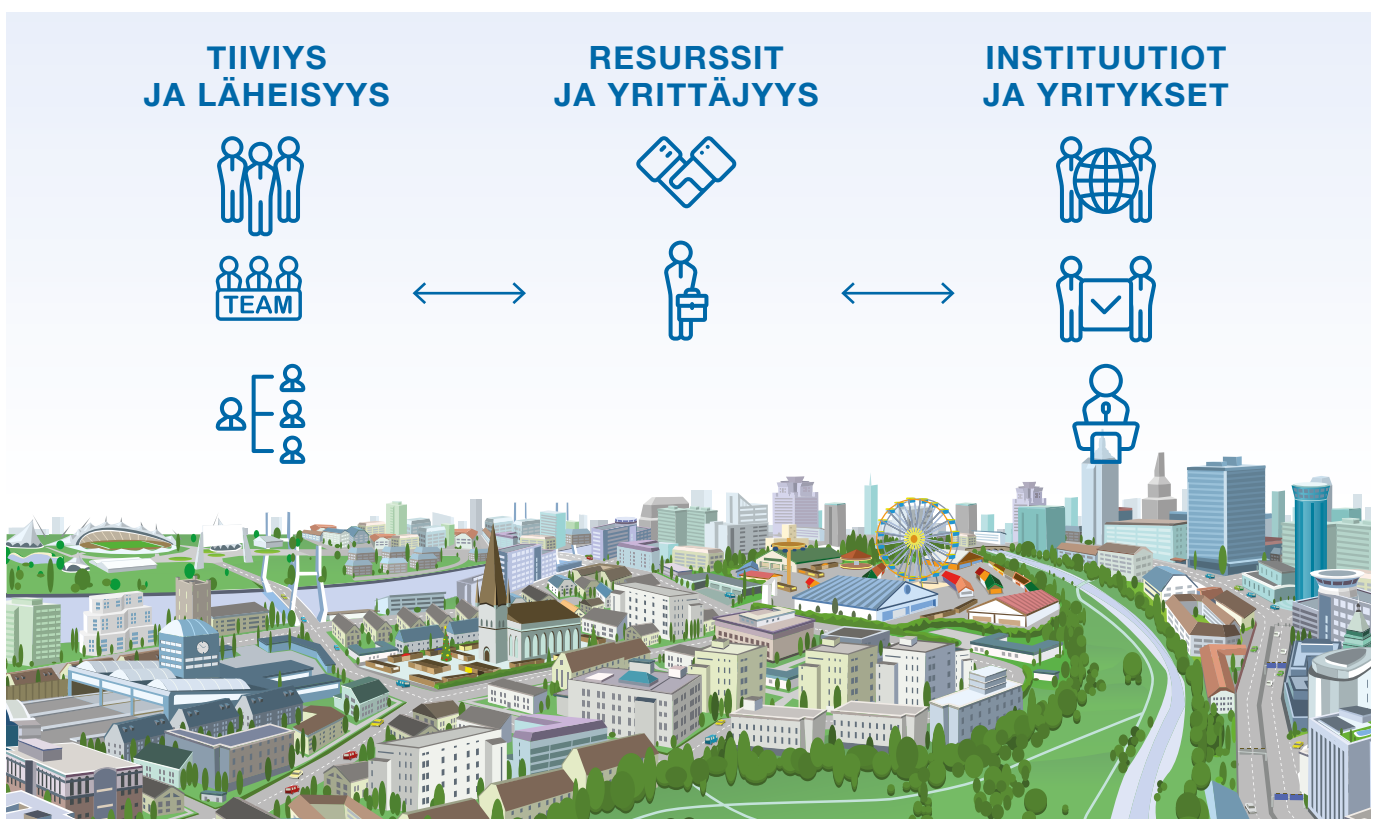 TIIVIYS
JA LÄHEISYYS
RESURSSIT
JA YRITTÄJYYS
INSTITUUTIOT
JA YRITYKSET
TEAM